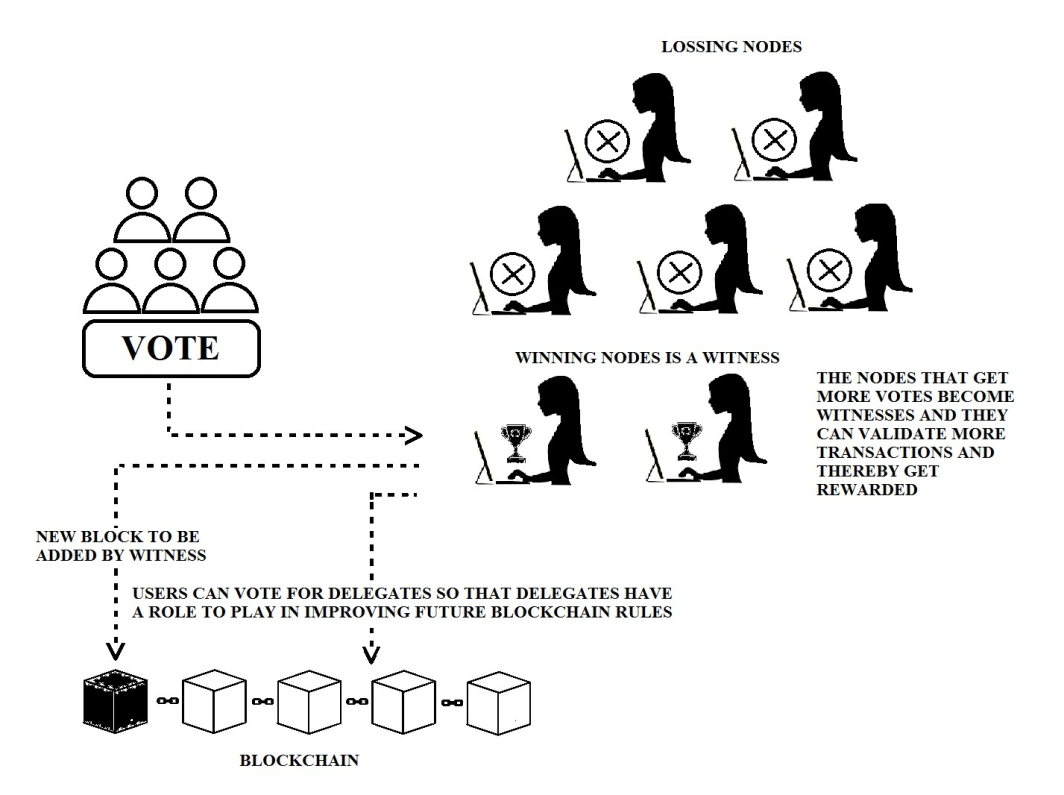 LOSSING NODES
VOTE
WINNING NODES IS A WITNESS
THE NODES THAT GET
MORE VOTES BECOME
WITNESSES AND THEY
CAN VALIDATE MORE
TRANSACTIONS AND
THEREBY GET
REWARDED
NEW BLOCK TO BE
ADDED BY WITNESS
USERS CAN VOTE FOR DELEGATES SO THAT DELEGATES HAVE
A ROLE TO PLAY IN IMPROVING FUTURE BLOCKCHAIN RULES
BLOCKCHAIN